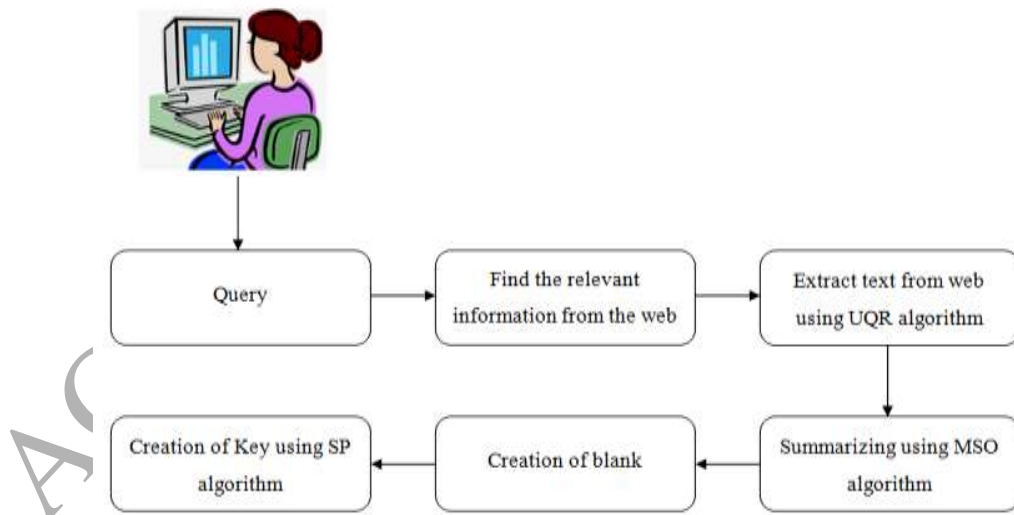 Query
Find the relevant
information from the web
Extract text from web
using UQR algorithm
Summarizing using MSO
algorithm
Creation of blank
Creation of Key using SP
algorithm